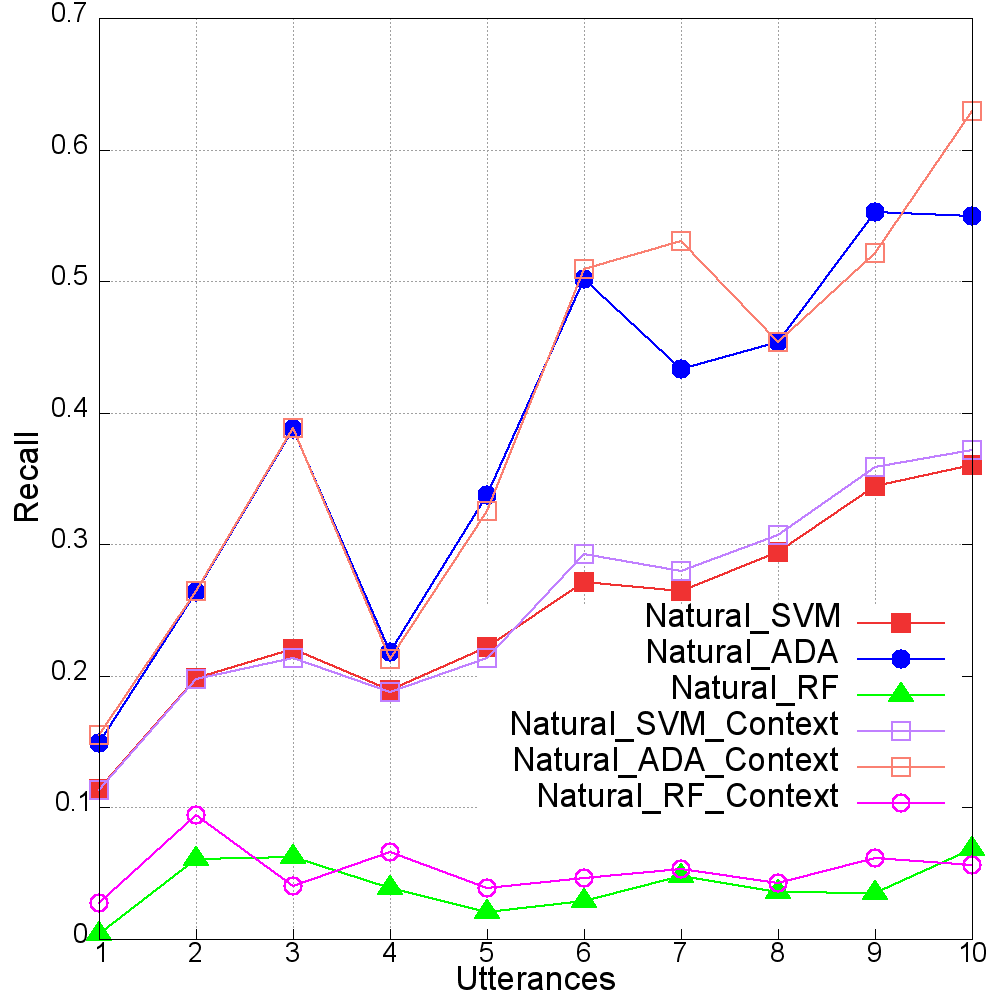 0.7
0.6
0.5
0.4
0.3
0.2
0.1
0
Recall
Natural_SVM
Natural_ADA
Natural_RF
Natural_SVM_Context
Natural_ADA_Context
Natural_RF_Context
1 2 3 4 5 6 7 8 9 10
Utterances